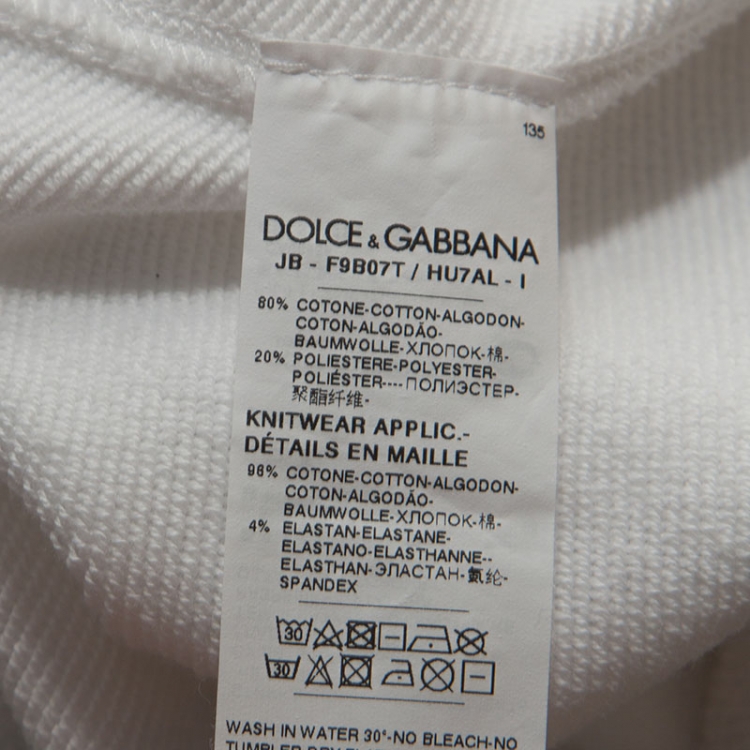 135
DOLCE & GABBANA
JB - F9B07T / HU7AL - I
80% COTONE-COTTON-ALGODON-
COTON-ALGODÃO-
BAUMWOLLE-ХЛОПОК-棉-
20% POLIESTERE-POLYESTER-
POLIÉSTER----ПОЛИЭСТЕР-
聚酯纤维-
KNITWEAR APPLIC.-
DÉTAILS EN MAILLE
96% COTONE-COTTON-ALGODON-
COTON-ALGODÃO-
BAUMWOLLE-ХЛОПОК-棉-
4% ELASTAN-ELASTANE-
ELASTANO-ELASTHANNE--
ELASTHAN-ЭЛАСТАН-氨纶-
SPANDEX
30
30
WASH IN WATER 30°-NO BLEACH-NO